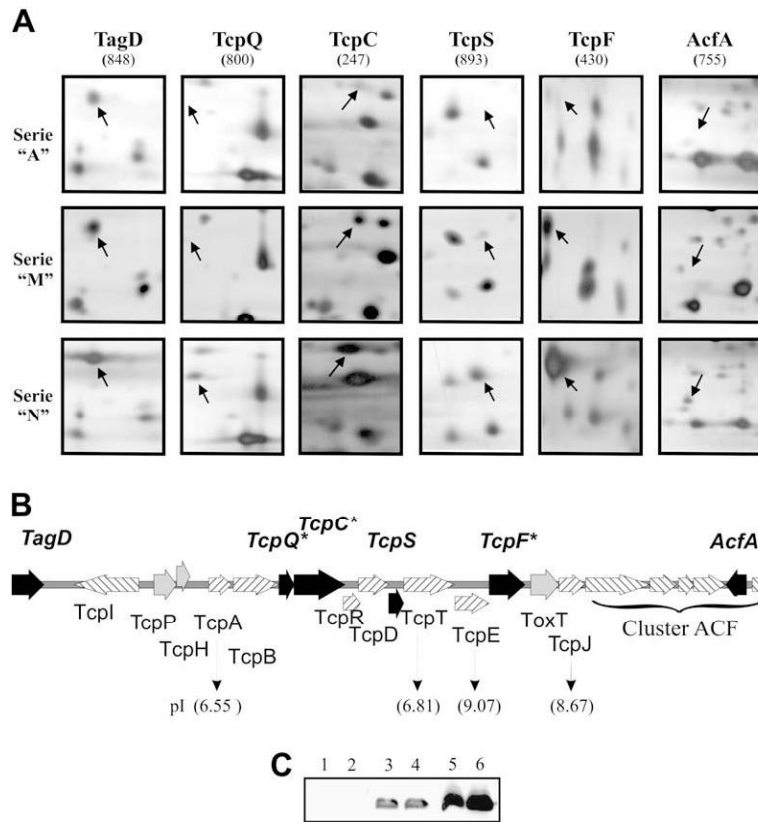 A
TagD TcpQ TcpC TcpS TcpF AcfA
(848) (800) (247) (893) (430) (755)
Serie
“A”
Serie
“M”
Serie
“N”
B
TcpC*
TagD TcpQ* TcpS TcpF* AcfA
TcpI TcpP TcpH TcpA TcpB TcpR TcpD TcpT TcpE ToxT TcpJ Cluster ACF
pI (6.55 ) (6.81) (9.07) (8.67)
C
1 2 3 4 5 6